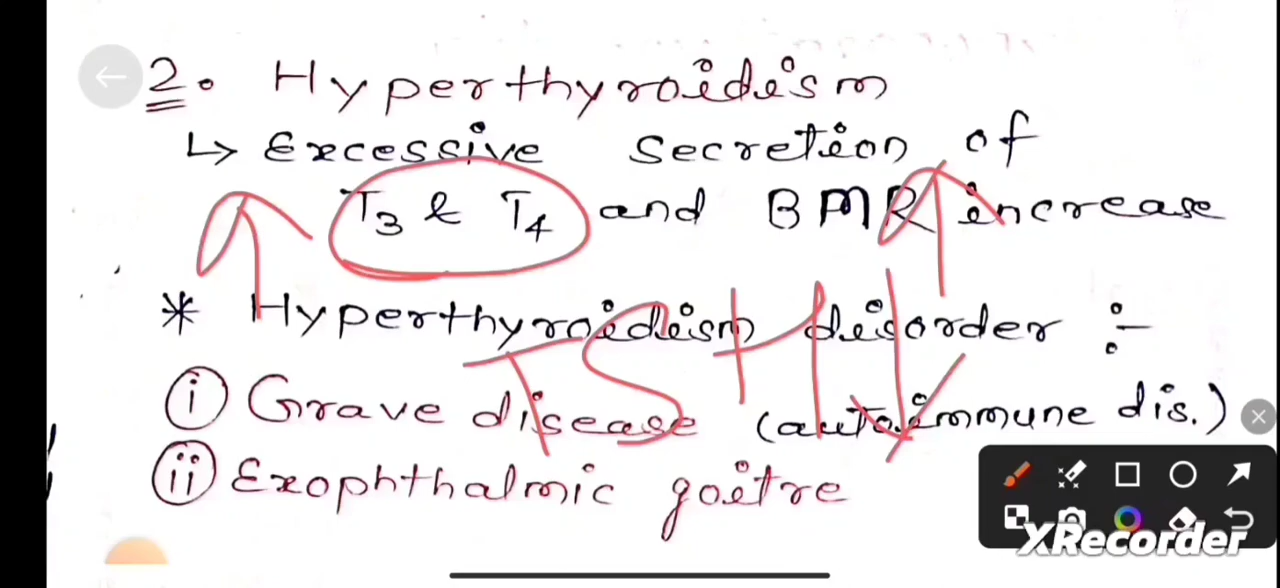 2. Hyperthyroidism
↳ Excessive secretion of
T3 & T4 and BMR increase
* Hyperthyroidism disorder :-
TSH↓
(i) Grave disease (autoimmune dis.)
(ii) Exophthalmic goitre
XRecorder